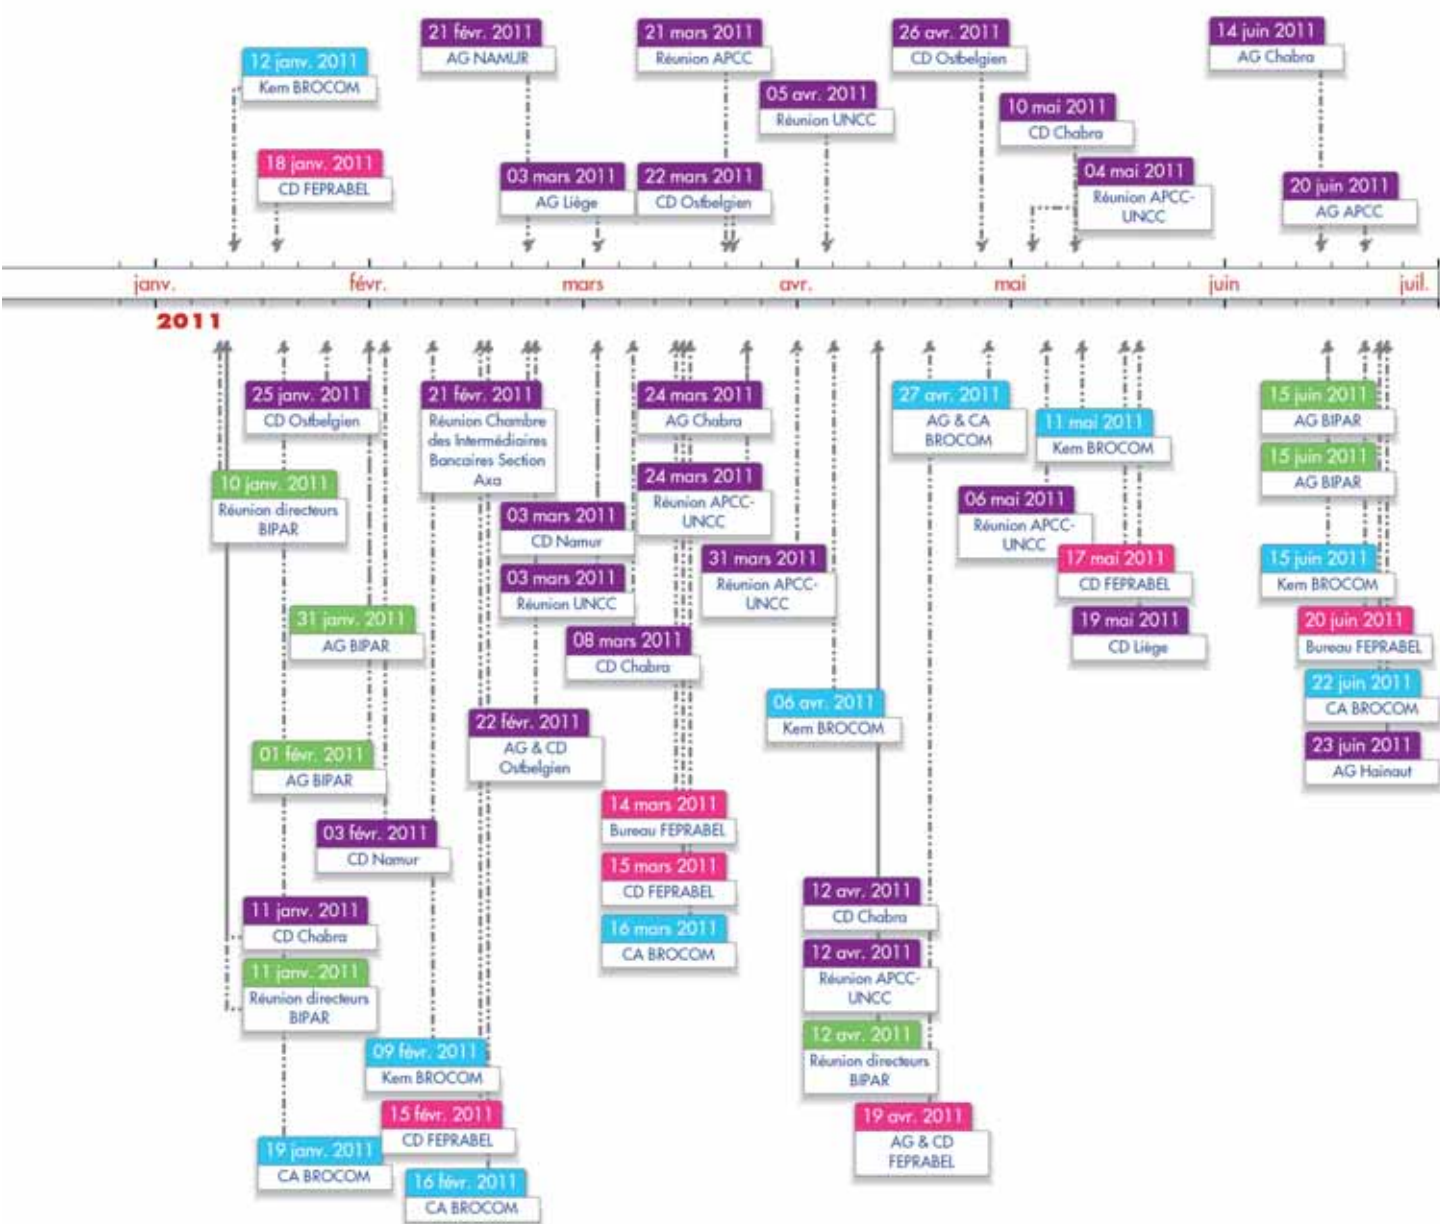 12 janv. 2011
Kern BROCOM
18 janv. 2011
CD FEPRABEL
21 févr. 2011
AG NAMUR
03 mars 2011
AG Liège
21 mars 2011
Réunion APCC
22 mars 2011
CD Ostbelgien
05 avr. 2011
Réunion UNCC
26 avr. 2011
CD Ostbelgien
10 mai 2011
CD Chabra
04 mai 2011
Réunion APCC-
UNCC
14 juin 2011
AG Chabra
20 juin 2011
AG APCC
janv. févr. mars avr. mai juin juil.
2011
25 janv. 2011
CD Ostbelgien
10 janv. 2011
Réunion directeurs
BIPAR
31 janv. 2011
AG BIPAR
01 févr. 2011
AG BIPAR
03 févr. 2011
CD Namur
11 janv. 2011
CD Chabra
11 janv. 2011
Réunion directeurs
BIPAR
09 févr. 2011
Kern BROCOM
15 févr. 2011
CD FEPRABEL
19 janv. 2011
CA BROCOM
16 févr. 2011
CA BROCOM
21 févr. 2011
Réunion Chambre
des Intermédiaires
Bancaires Section
Axa
03 mars 2011
CD Namur
03 mars 2011
Réunion UNCC
08 mars 2011
CD Chabra
22 févr. 2011
AG & CD
Ostbelgien
24 mars 2011
AG Chabra
24 mars 2011
Réunion APCC-
UNCC
31 mars 2011
Réunion APCC-
UNCC
14 mars 2011
Bureau FEPRABEL
15 mars 2011
CD FEPRABEL
16 mars 2011
CA BROCOM
06 avr. 2011
Kern BROCOM
12 avr. 2011
CD Chabra
12 avr. 2011
Réunion APCC-
UNCC
12 avr. 2011
Réunion directeurs
BIPAR
19 avr. 2011
AG & CD
FEPRABEL
27 avr. 2011
AG & CA
BROCOM
11 mai 2011
Kern BROCOM
06 mai 2011
Réunion APCC-
UNCC
17 mai 2011
CD FEPRABEL
19 mai 2011
CD Liège
15 juin 2011
AG BIPAR
15 juin 2011
AG BIPAR
15 juin 2011
Kern BROCOM
20 juin 2011
Bureau FEPRABEL
22 juin 2011
CA BROCOM
23 juin 2011
AG Hainaut